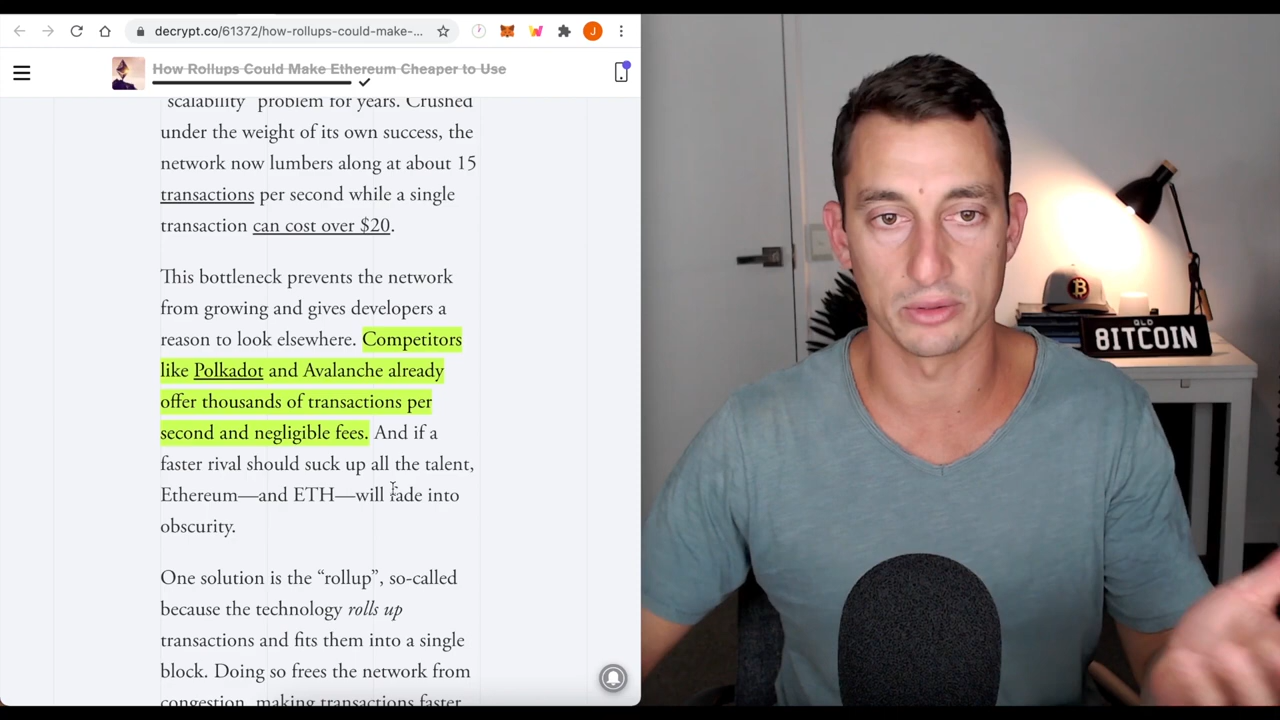 decrypt.co/61372/how-rollups-could-make-...
J
How Rollups Could Make Ethereum Cheaper to Use
"scalability" problem for years. Crushed
under the weight of its own success, the
network now lumbers along at about 15
transactions per second while a single
transaction can cost over $20.
This bottleneck prevents the network
from growing and gives developers a
reason to look elsewhere. Competitors
like Polkadot and Avalanche already
offer thousands of transactions per
second and negligible fees. And if a
faster rival should suck up all the talent,
Ethereum—and ETH—will fade into
obscurity.
One solution is the “rollup”, so-called
because the technology rolls up
transactions and fits them into a single
block. Doing so frees the network from
congestion, making transactions faster
QLD
8ITCOIN